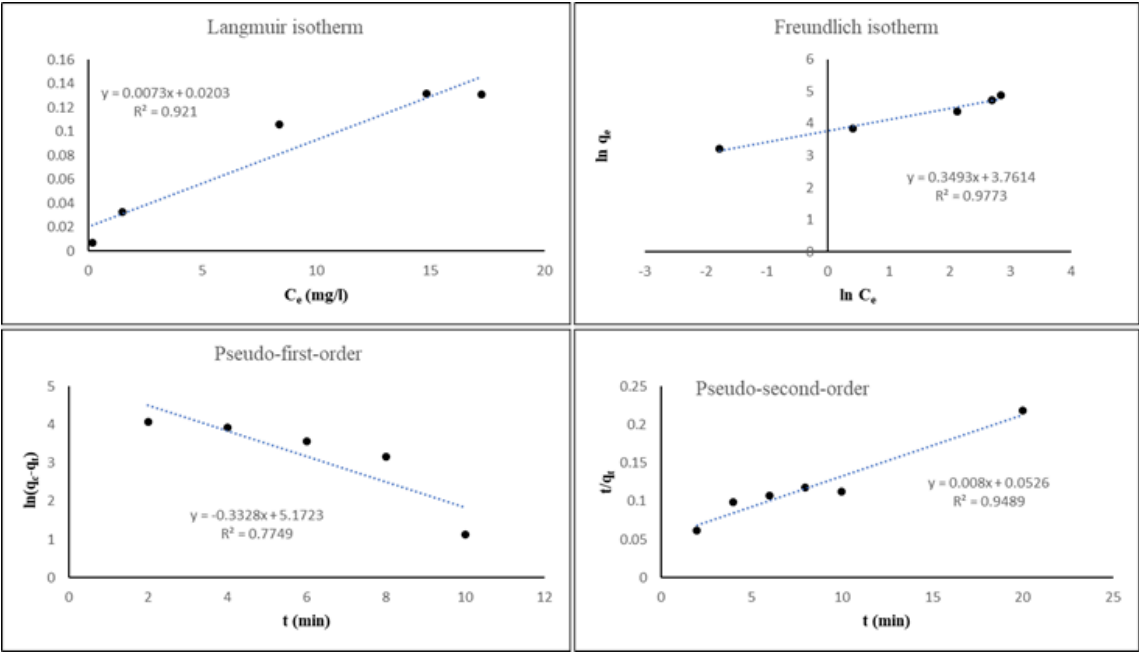 Langmuir isotherm
0.16
0.14
0.12
0.1
0.08
0.06
0.04
0.02
0
y = 0.0073x + 0.0203
R² = 0.921
0 5 10 15 20
Cₑ (mg/l)
Freundlich isotherm
6
5
4
3
2
1
0
ln qₑ
y = 0.3493x + 3.7614
R² = 0.9773
-3 -2 -1 0 1 2 3 4
ln Cₑ
Pseudo-first-order
5
4
3
2
1
0
ln(qₑ-qₜ)
y = -0.3328x + 5.1723
R² = 0.7749
0 2 4 6 8 10 12
t (min)
Pseudo-second-order
0.25
0.2
0.15
0.1
0.05
0
t/qₜ
y = 0.008x + 0.0526
R² = 0.9489
0 5 10 15 20 25
t (min)